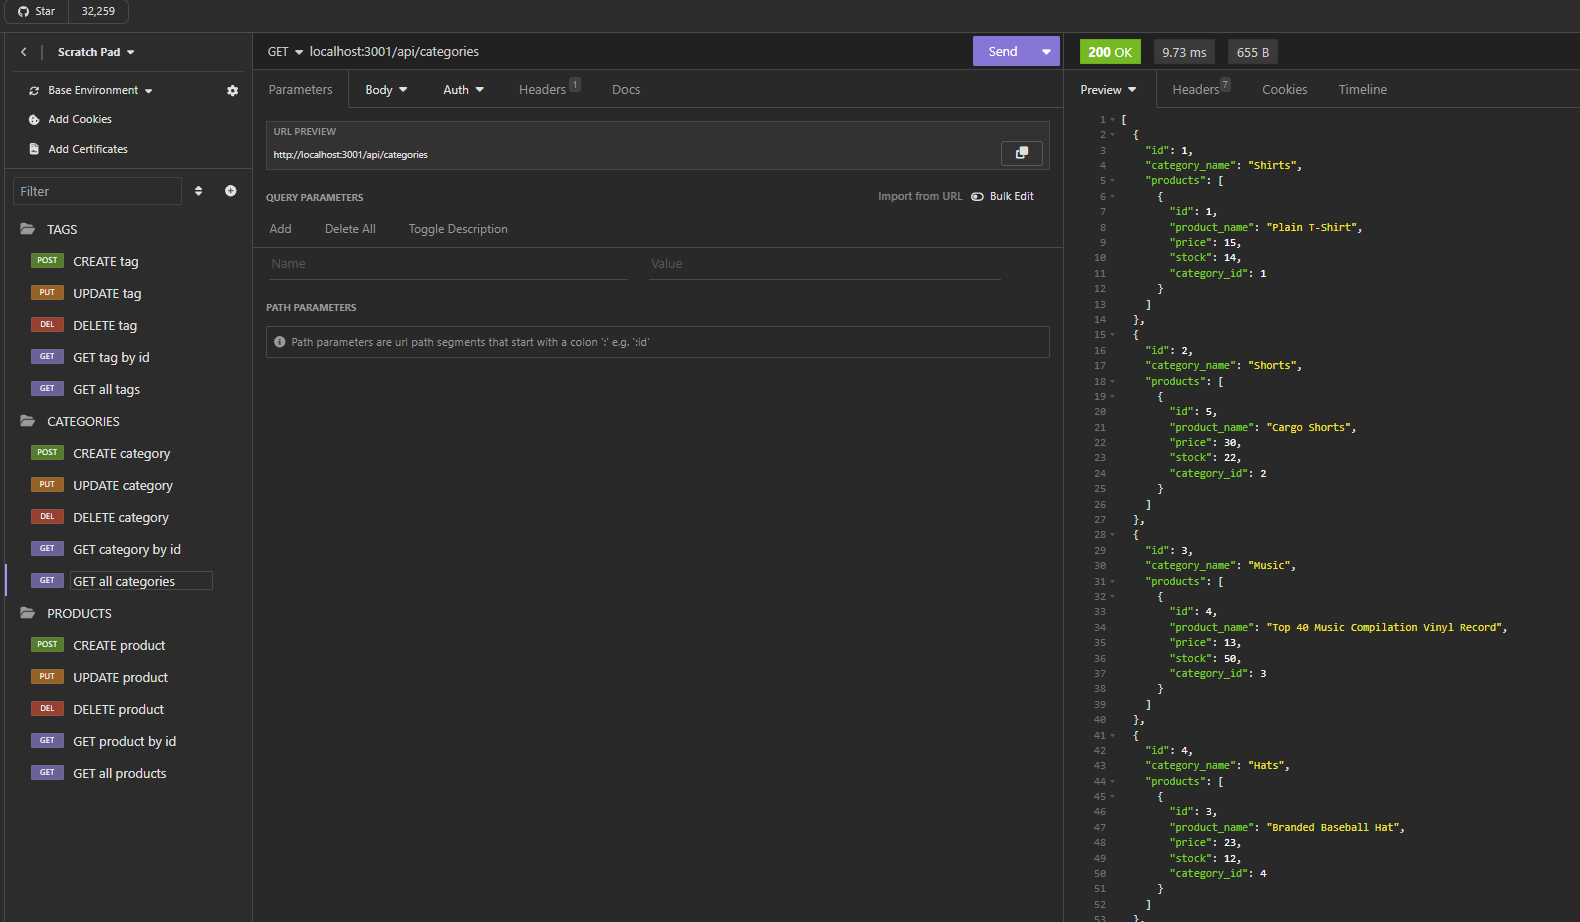 Star 32,259
Scratch Pad
Base Environment
Add Cookies
Add Certificates
Filter
TAGS
POST CREATE tag
PUT UPDATE tag
DEL DELETE tag
GET GET tag by id
GET GET all tags
CATEGORIES
POST CREATE category
PUT UPDATE category
DEL DELETE category
GET GET category by id
GET GET all categories
PRODUCTS
POST CREATE product
PUT UPDATE product
DEL DELETE product
GET GET product by id
GET GET all products
GET localhost:3001/api/categories Send
Parameters Body Auth Headers 1 Docs
URL PREVIEW
http://localhost:3001/api/categories
QUERY PARAMETERS Import from URL Bulk Edit
Add Delete All Toggle Description
Name Value
PATH PARAMETERS
Path parameters are url path segments that start with a colon ':' e.g. ':id'
200 OK 9.73 ms 655 B
Preview Headers 7 Cookies Timeline
1 [
2 {
3 "id": 1,
4 "category_name": "Shirts",
5 "products": [
6 {
7 "id": 1,
8 "product_name": "Plain T-Shirt",
9 "price": 15,
10 "stock": 14,
11 "category_id": 1
12 }
13 ]
14 },
15 {
16 "id": 2,
17 "category_name": "Shorts",
18 "products": [
19 {
20 "id": 5,
21 "product_name": "Cargo Shorts",
22 "price": 30,
23 "stock": 22,
24 "category_id": 2
25 }
26 ]
27 },
28 {
29 "id": 3,
30 "category_name": "Music",
31 "products": [
32 {
33 "id": 4,
34 "product_name": "Top 40 Music Compilation Vinyl Record",
35 "price": 13,
36 "stock": 50,
37 "category_id": 3
38 }
39 ]
40 },
41 {
42 "id": 4,
43 "category_name": "Hats",
44 "products": [
45 {
46 "id": 3,
47 "product_name": "Branded Baseball Hat",
48 "price": 23,
49 "stock": 12,
50 "category_id": 4
51 }
52 ]
53 },